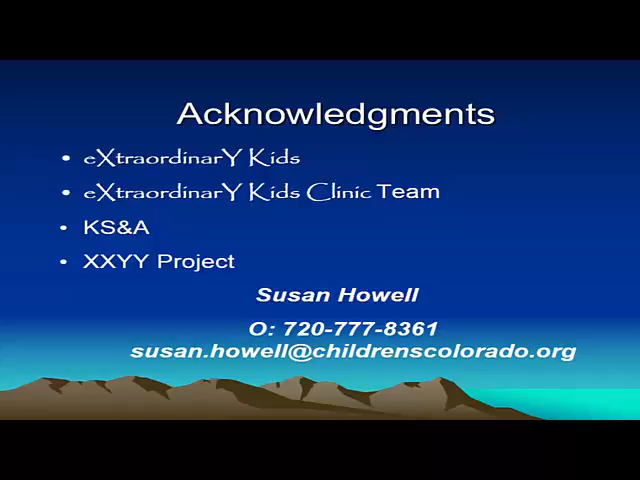 Acknowledgments
• eXtraordinarY Kids
• eXtraordinarY Kids Clinic Team
• KS&A
• XXYY Project
Susan Howell
O: 720-777-8361
susan.howell@childrenscolorado.org